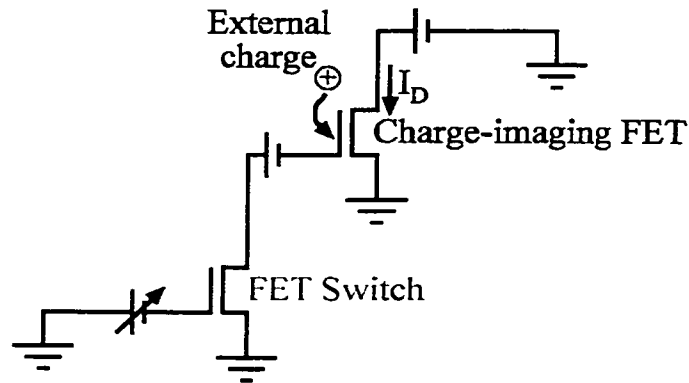 External
charge
+
I_D
Charge-imaging FET
FET Switch